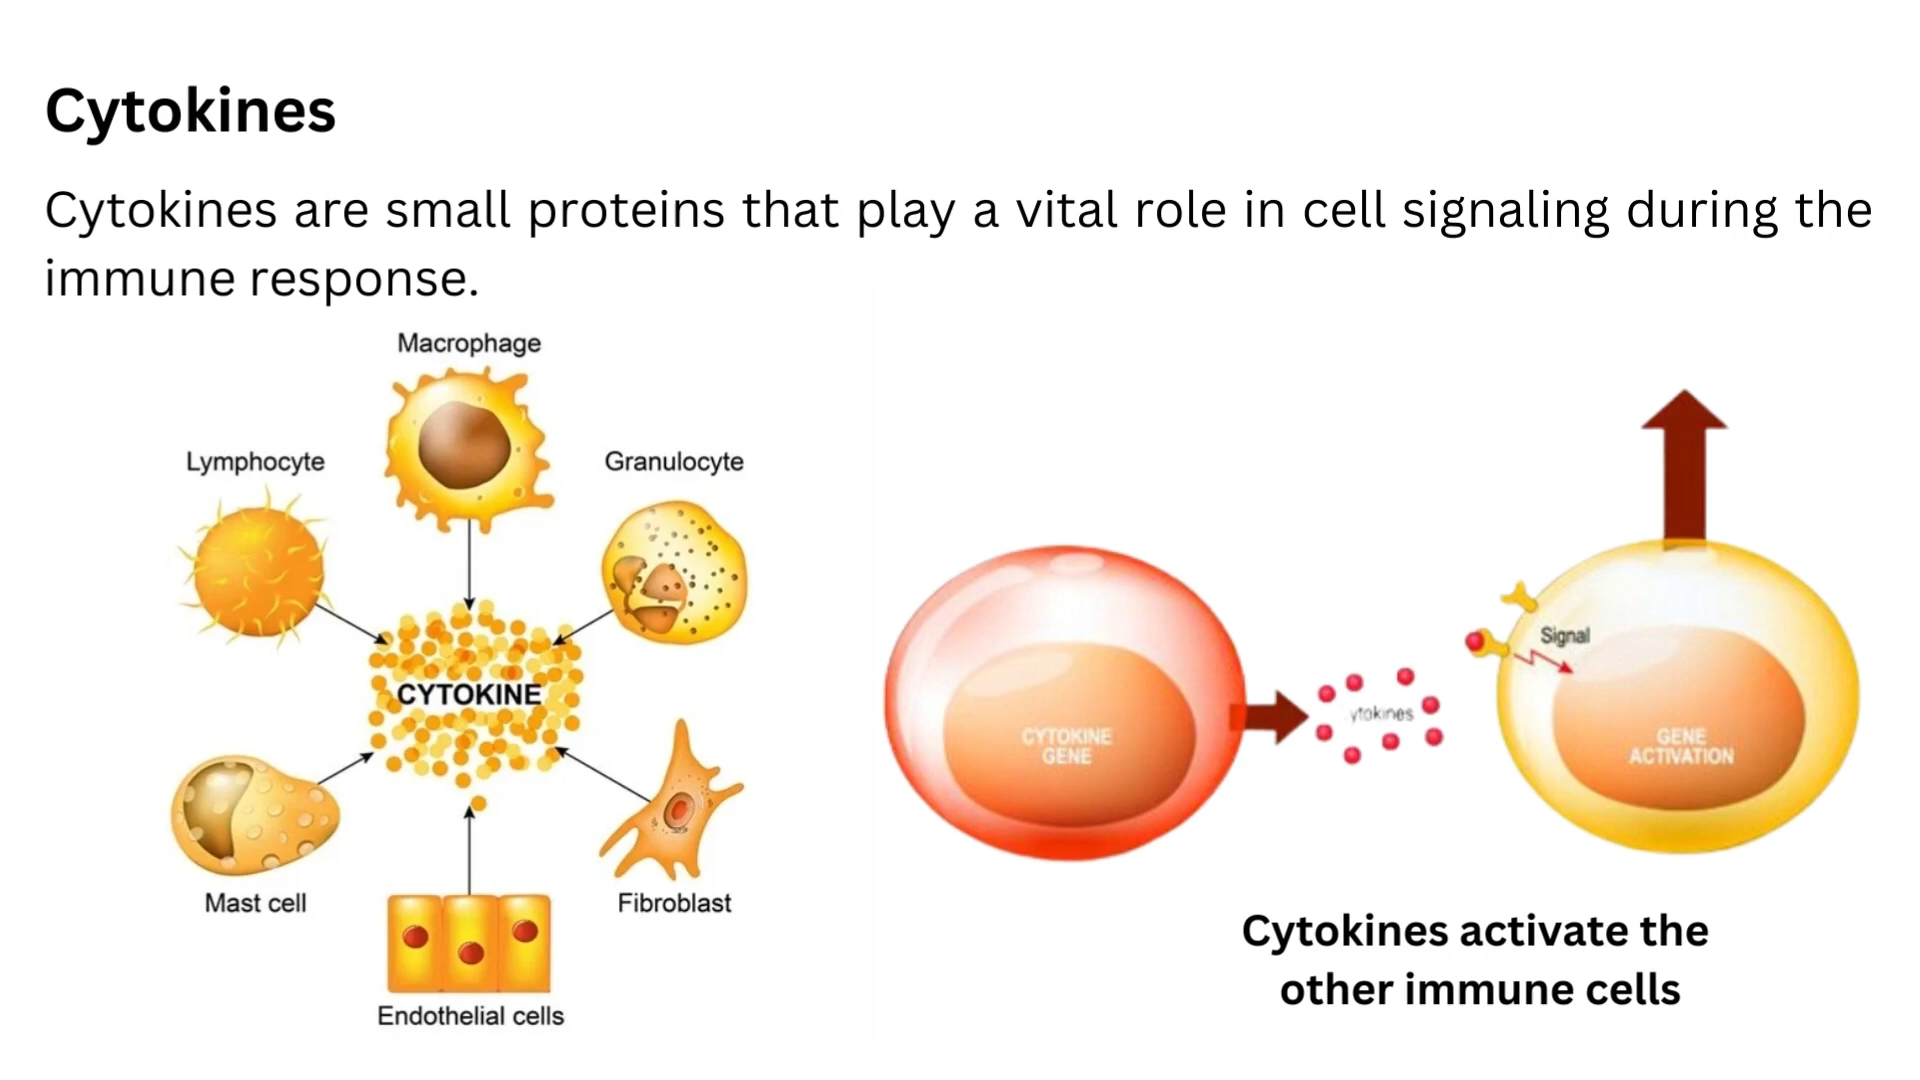 Cytokines
Cytokines are small proteins that play a vital role in cell signaling during the
immune response.
Macrophage
Lymphocyte
Granulocyte
CYTOKINE
Mast cell
Fibroblast
Endothelial cells
Signal
ytokines
CYTOKINE
GENE
GENE
ACTIVATION
Cytokines activate the
other immune cells